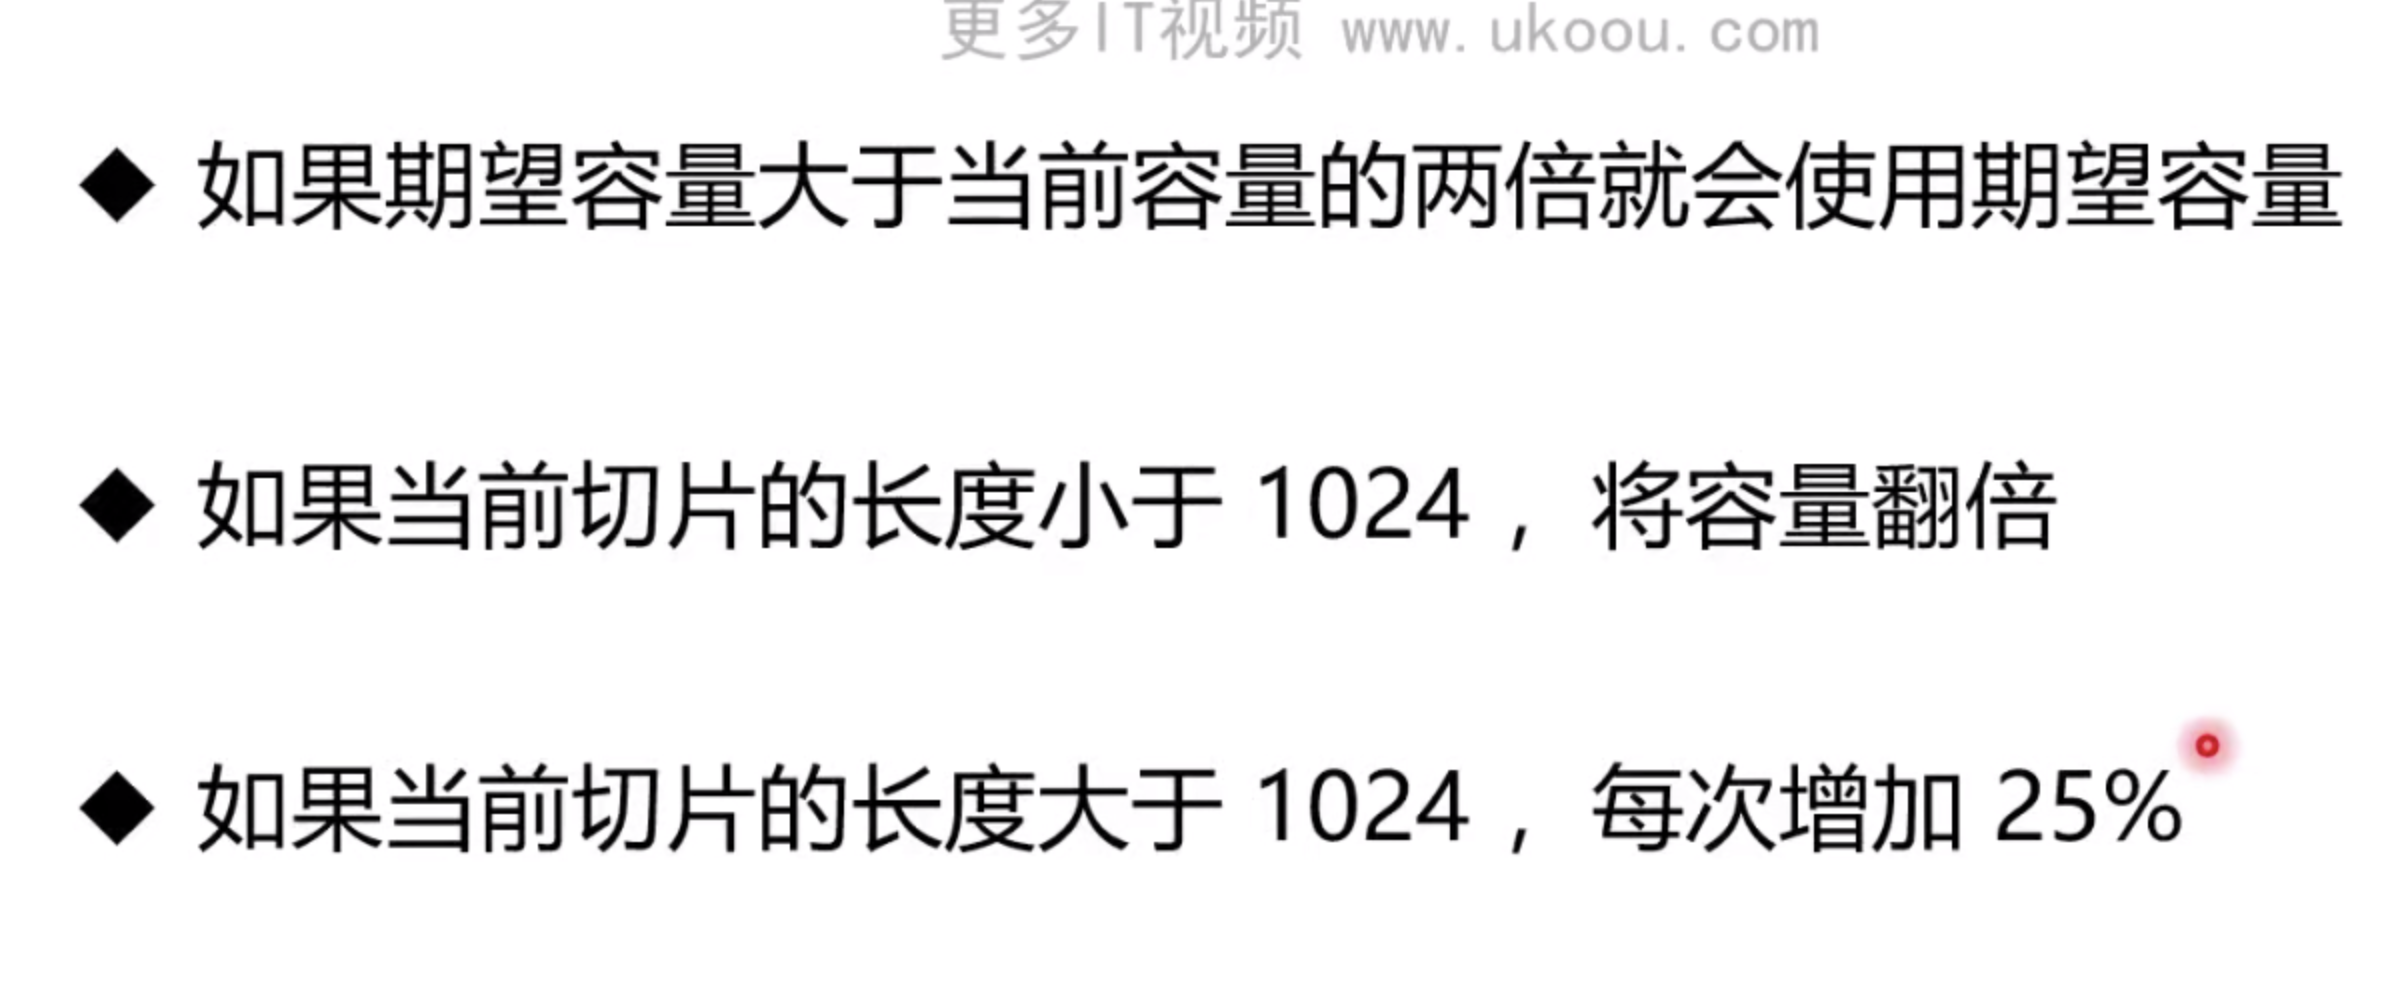 更多IT视频 www.ukoou.com
◆ 如果期望容量大于当前容量的两倍就会使用期望容量
◆ 如果当前切片的长度小于 1024 ，将容量翻倍
◆ 如果当前切片的长度大于 1024 ，每次增加 25%